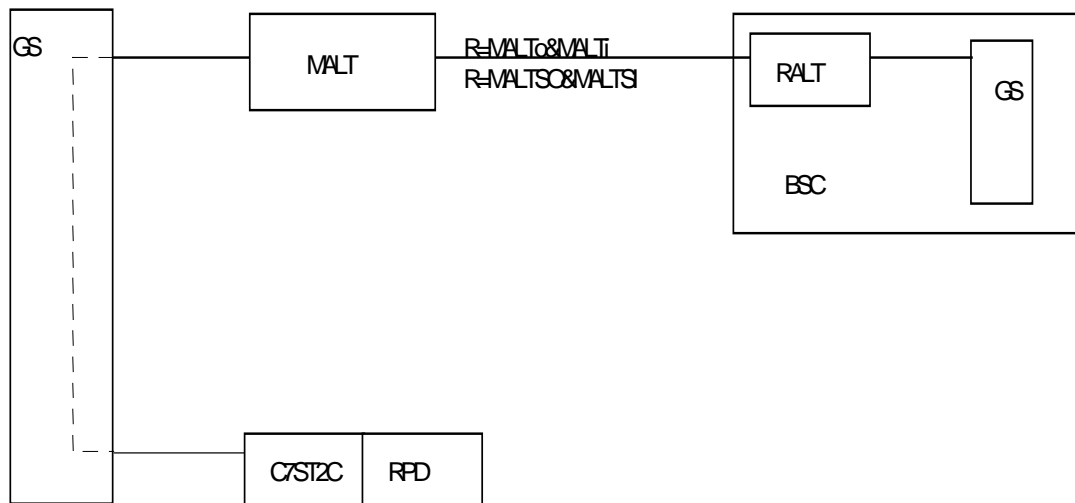 GS
MALT
R=MALTo&MALTi
R=MALTSO&MALTSI
RALT
GS
BSC
C7ST2C
RPD